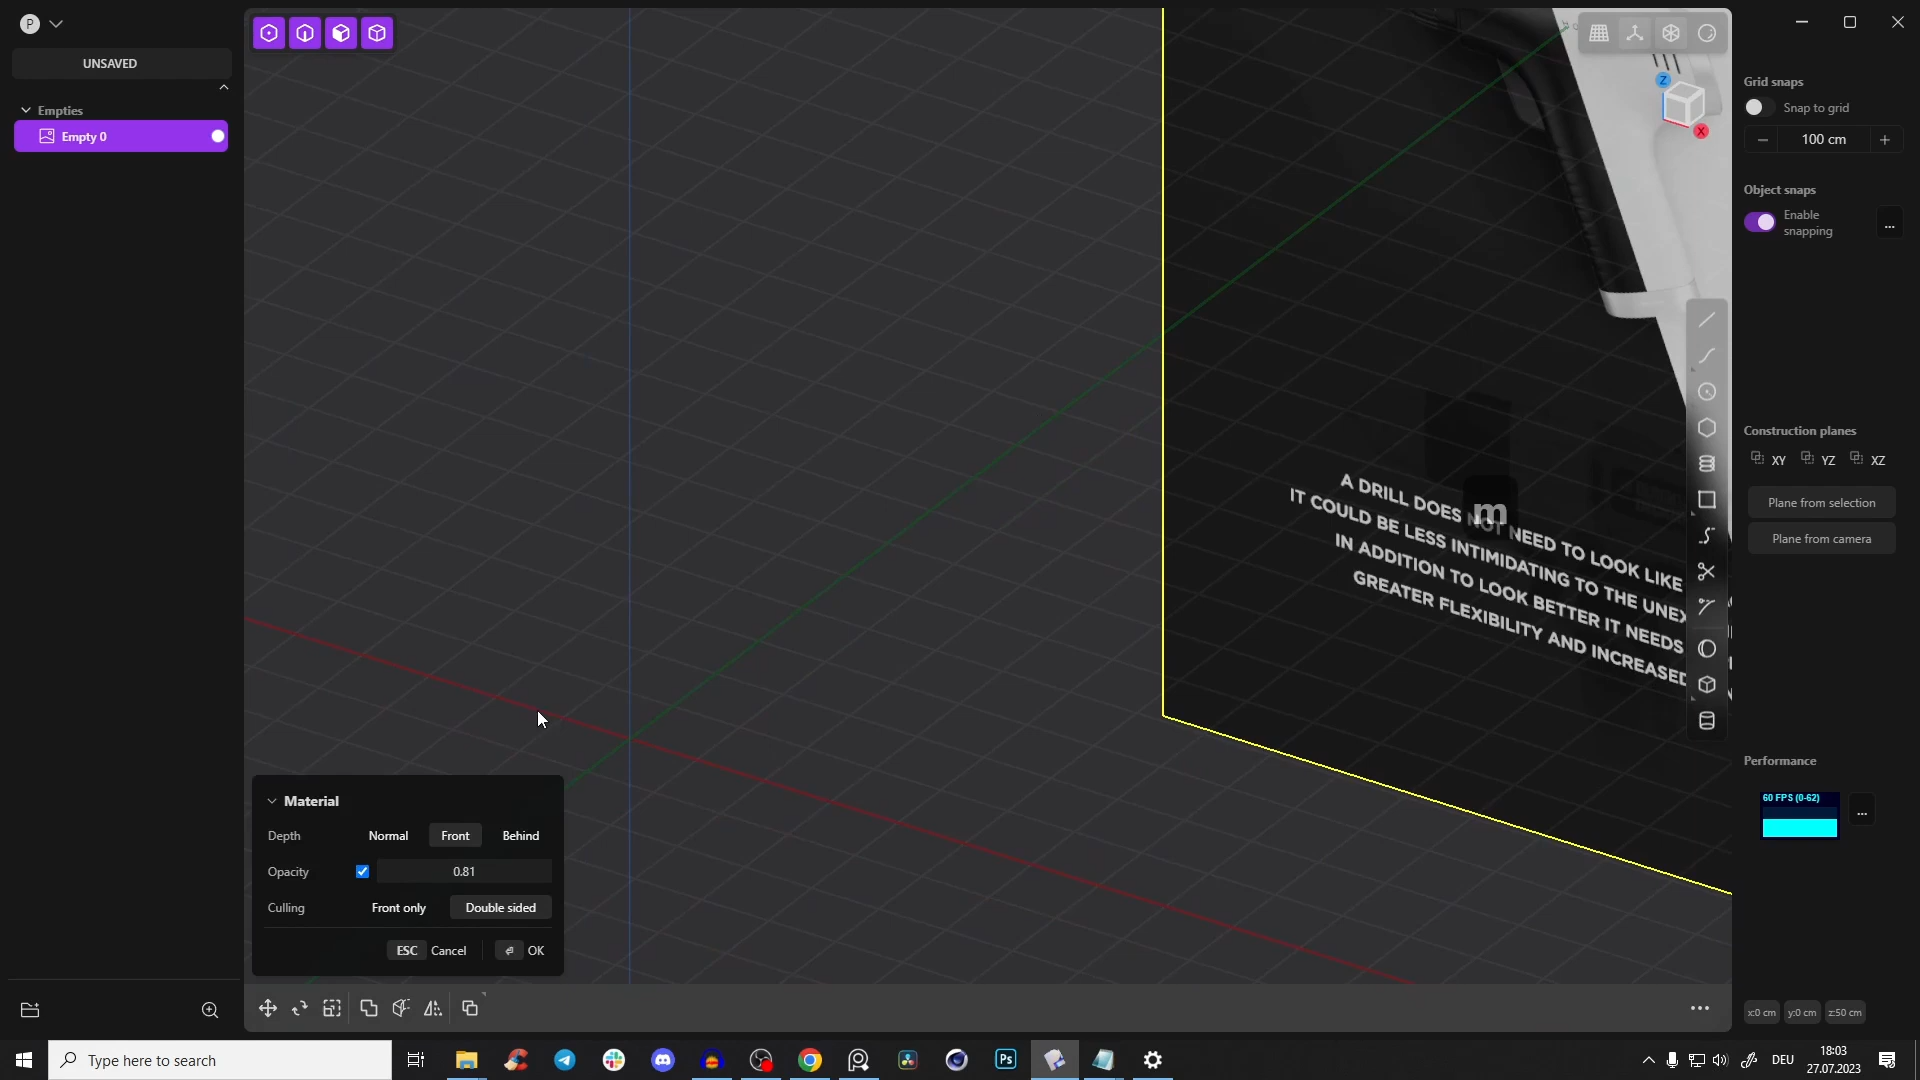 P
UNSAVED
Empties
Empty 0
Z
X
Grid snaps
Snap to grid
100 cm
Object snaps
Enable
snapping
...
Construction planes
XY
YZ
XZ
Plane from selection
Plane from camera
Performance
60 FPS (0-62)
...
x:0 cm
y:0 cm
z:50 cm
A DRILL DOES NOT NEED TO LOOK LIKE
IT COULD BE LESS INTIMIDATING TO THE
IN ADDITION TO LOOK BETTER IT NEEDS
GREATER FLEXIBILITY AND INCREASED
m
Material
Depth
Normal
Front
Behind
Opacity
0.81
Culling
Front only
Double sided
ESC
Cancel
OK
Type here to search
Ps
DEU
18:03
27.07.2023